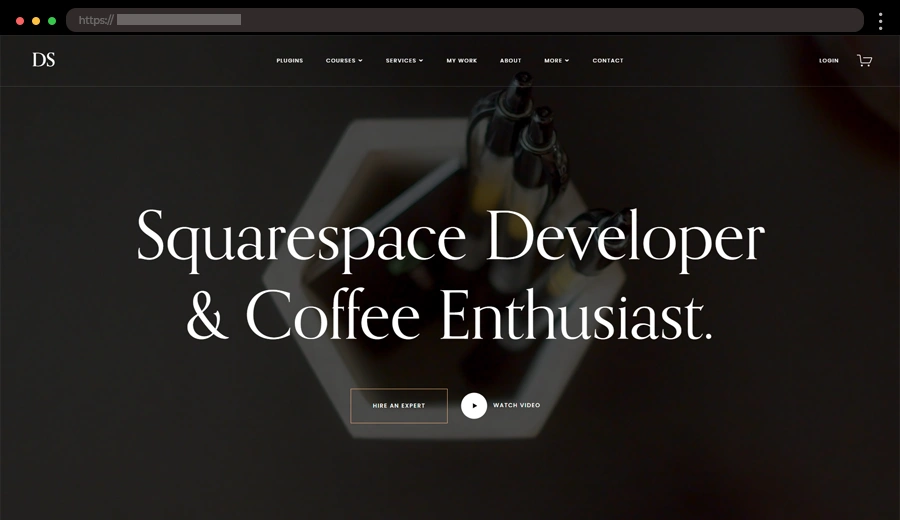 https://
DS
PLUGINS COURSES SERVICES MY WORK ABOUT MORE CONTACT LOGIN
Squarespace Developer
& Coffee Enthusiast.
HIRE AN EXPERT WATCH VIDEO